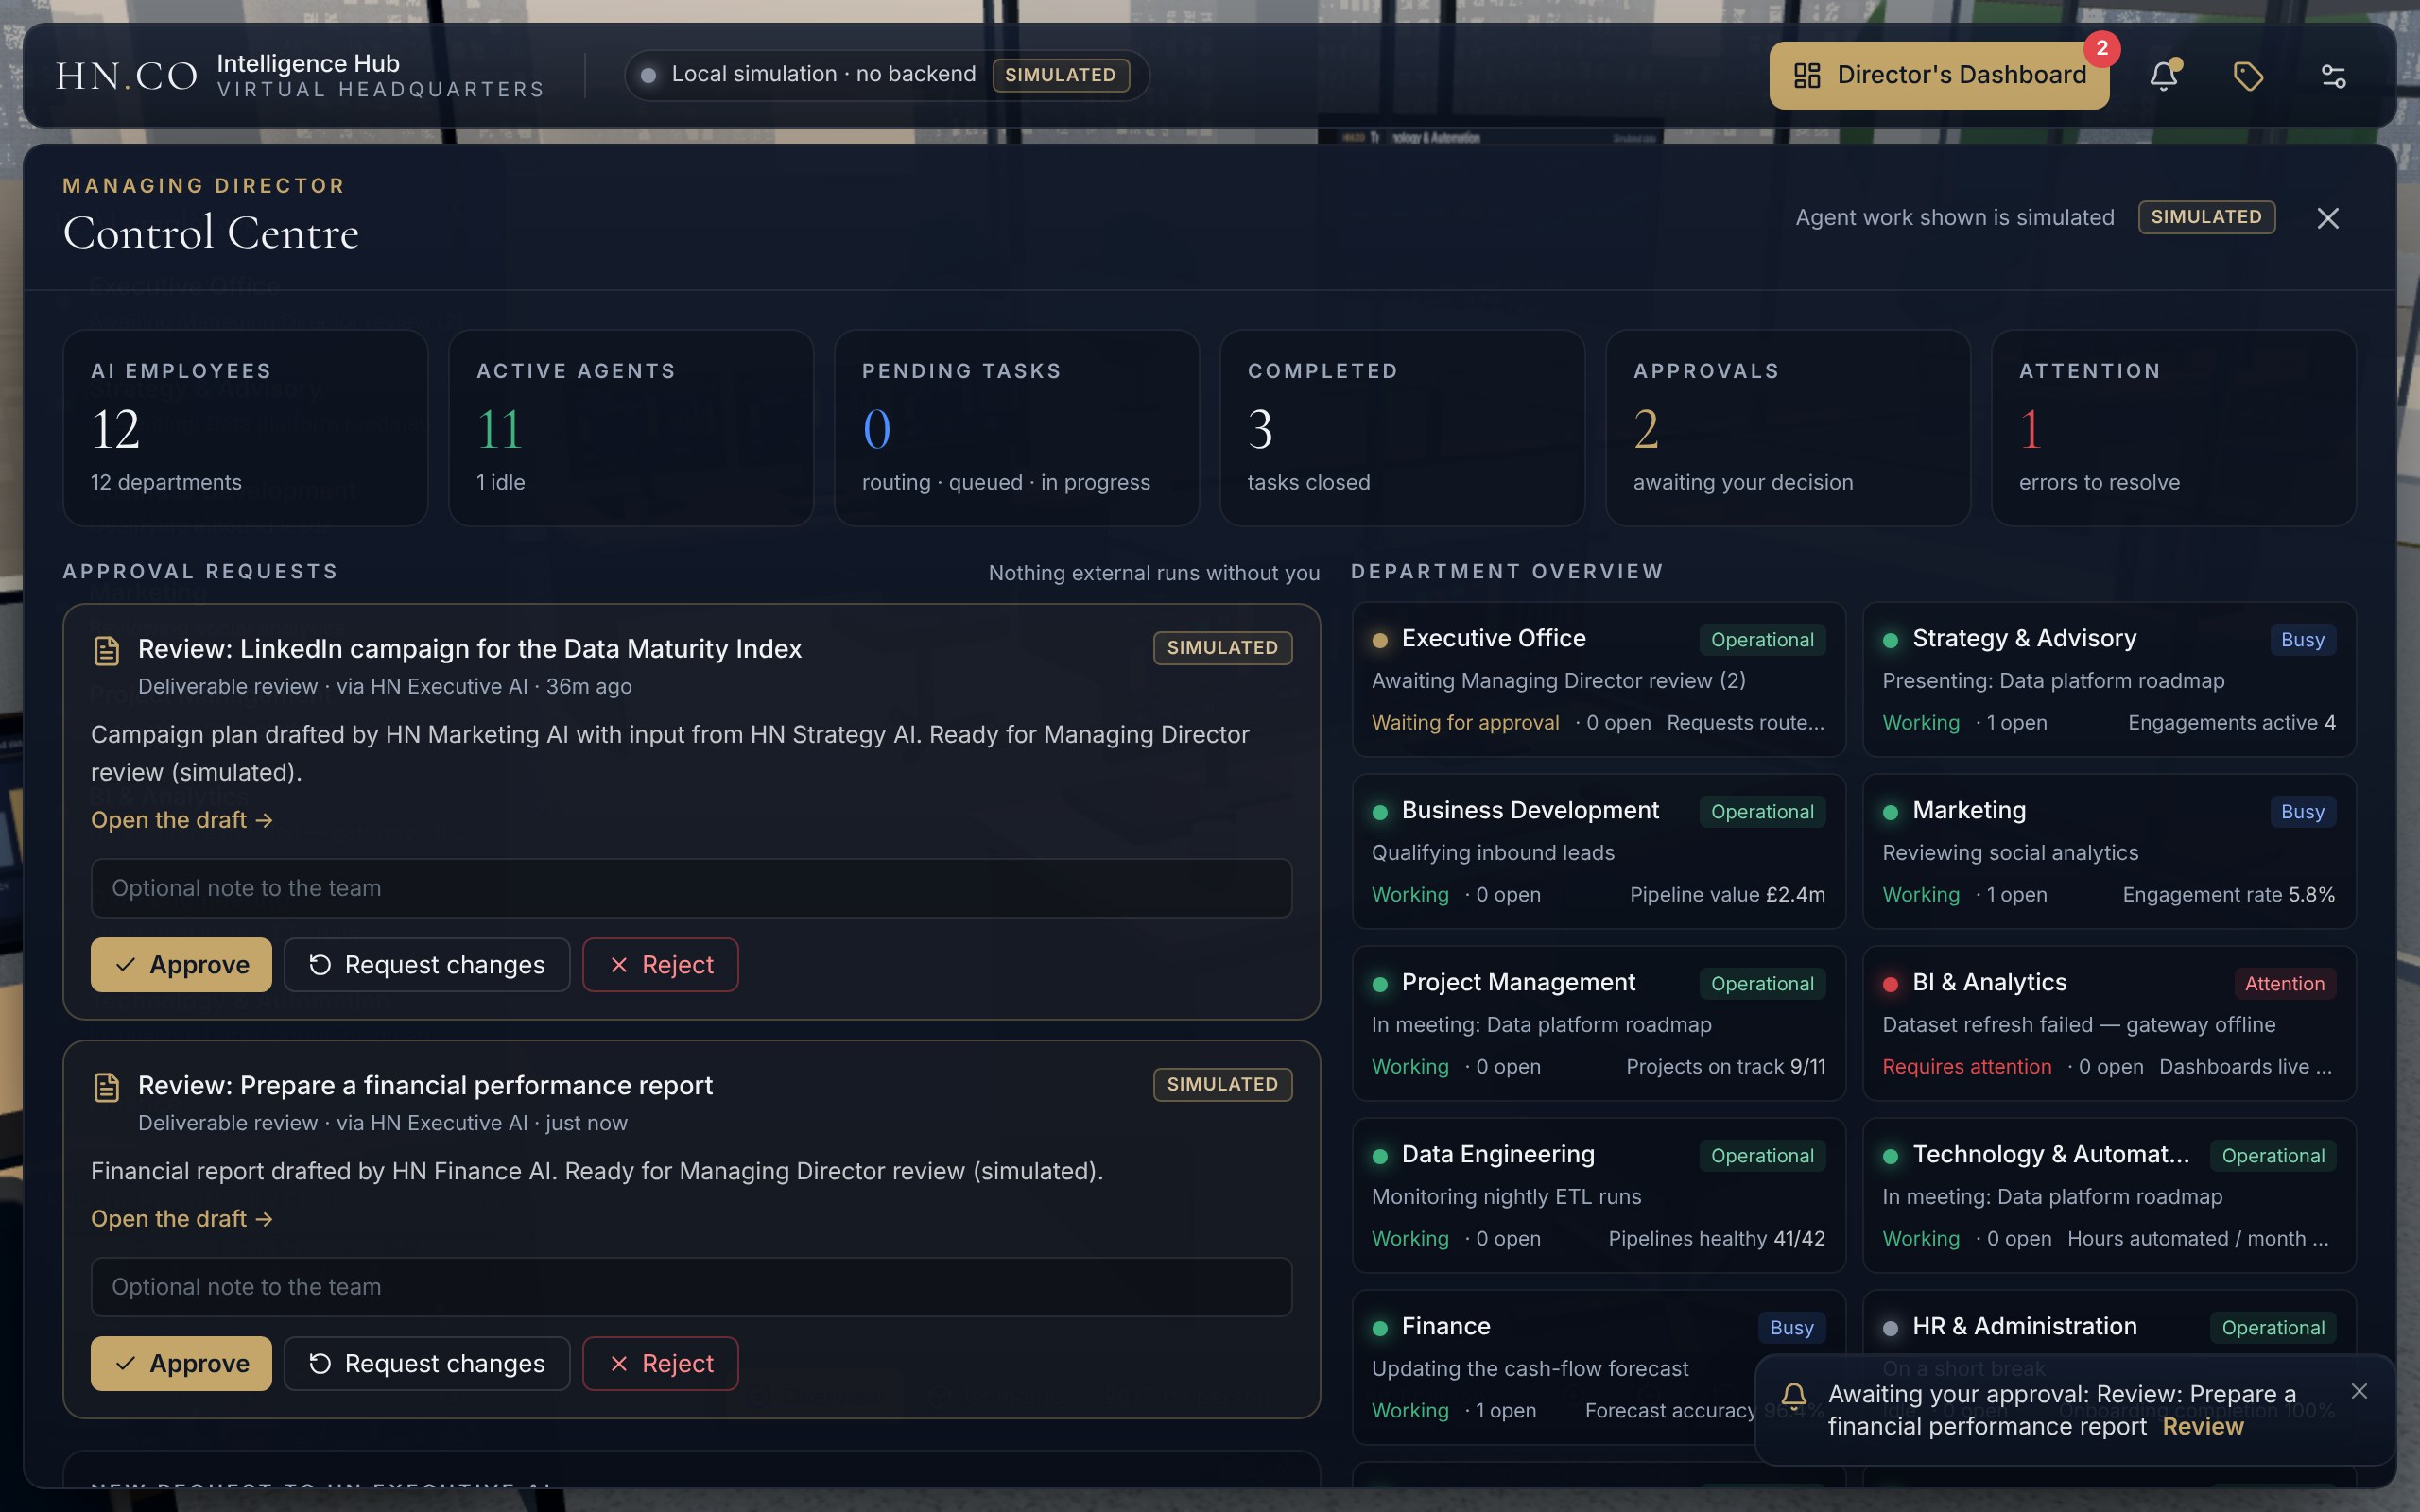 HN.CO
Intelligence Hub
VIRTUAL HEADQUARTERS
Local simulation · no backend
SIMULATED
Director's Dashboard
2
MANAGING DIRECTOR
Control Centre
Agent work shown is simulated
SIMULATED
AI EMPLOYEES
12
12 departments
ACTIVE AGENTS
11
1 idle
PENDING TASKS
0
routing · queued · in progress
COMPLETED
3
tasks closed
APPROVALS
2
awaiting your decision
ATTENTION
1
errors to resolve
APPROVAL REQUESTS
Nothing external runs without you
Review: LinkedIn campaign for the Data Maturity Index
SIMULATED
Deliverable review · via HN Executive AI · 36m ago
Campaign plan drafted by HN Marketing AI with input from HN Strategy AI. Ready for Managing Director
review (simulated).
Open the draft →
Optional note to the team
Approve
Request changes
Reject
Review: Prepare a financial performance report
SIMULATED
Deliverable review · via HN Executive AI · just now
Financial report drafted by HN Finance AI. Ready for Managing Director review (simulated).
Open the draft →
Optional note to the team
Approve
Request changes
Reject
NEW REQUEST TO HN EXECUTIVE AI
DEPARTMENT OVERVIEW
Executive Office
Operational
Awaiting Managing Director review (2)
Waiting for approval · 0 open Requests route...
Strategy & Advisory
Busy
Presenting: Data platform roadmap
Working · 1 open Engagements active 4
Business Development
Operational
Qualifying inbound leads
Working · 0 open Pipeline value £2.4m
Marketing
Busy
Reviewing social analytics
Working · 1 open Engagement rate 5.8%
Project Management
Operational
In meeting: Data platform roadmap
Working · 0 open Projects on track 9/11
BI & Analytics
Attention
Dataset refresh failed — gateway offline
Requires attention · 0 open Dashboards live ...
Data Engineering
Operational
Monitoring nightly ETL runs
Working · 0 open Pipelines healthy 41/42
Technology & Automat...
Operational
In meeting: Data platform roadmap
Working · 0 open Hours automated / month ...
Finance
Busy
Updating the cash-flow forecast
Working · 1 open Forecast accuracy 96.4%
HR & Administration
Operational
On a short break
Onboarding completion 100%
Awaiting your approval: Review: Prepare a
financial performance report Review